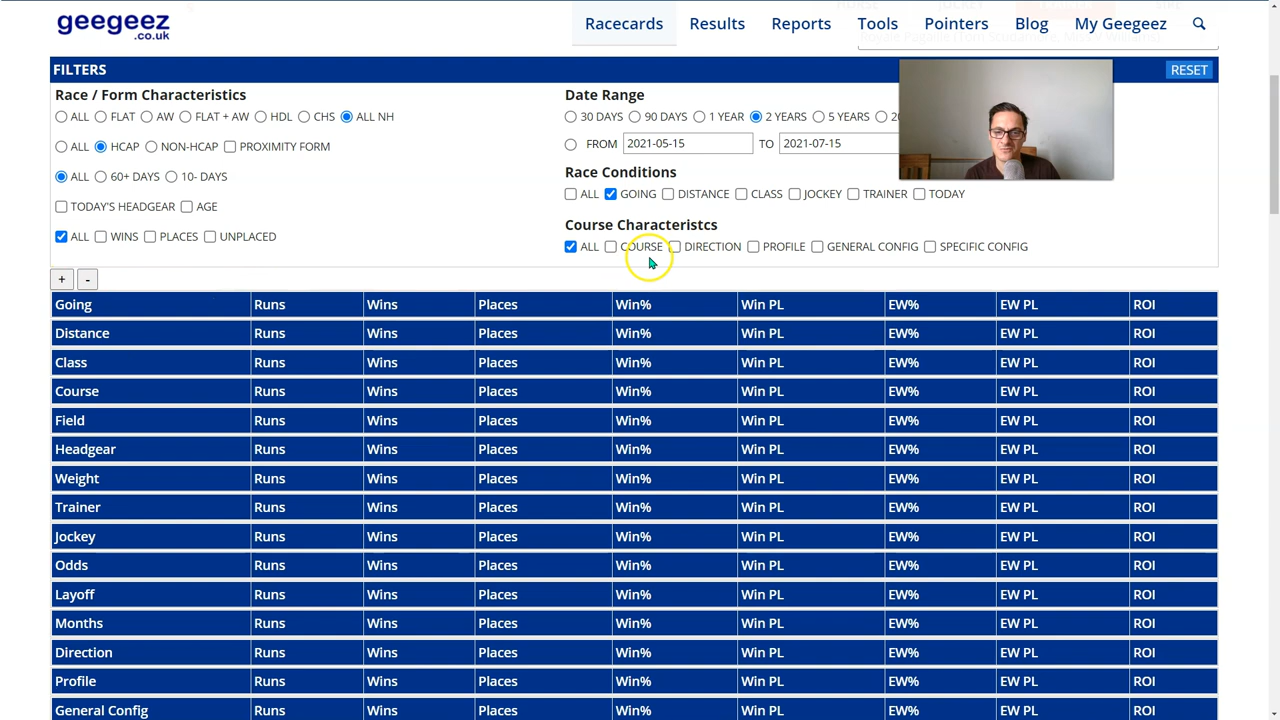 HORSE JOCKEY TRAINER SIRE
geegeez
.co.uk
Racecards Results Reports Tools Pointers Blog My Geegeez
FILTERS RESET
Race / Form Characteristics
ALL FLAT AW FLAT + AW HDL CHS ALL NH
ALL HCAP NON-HCAP PROXIMITY FORM
ALL 60+ DAYS 10- DAYS
TODAY'S HEADGEAR AGE
ALL WINS PLACES UNPLACED
Date Range
30 DAYS 90 DAYS 1 YEAR 2 YEARS 5 YEARS 20
FROM 2021-05-15 TO 2021-07-15
Race Conditions
ALL GOING DISTANCE CLASS JOCKEY TRAINER TODAY
Course Characteristcs
ALL COURSE DIRECTION PROFILE GENERAL CONFIG SPECIFIC CONFIG
+ -
Going Runs Wins Places Win% Win PL EW% EW PL ROI
Distance Runs Wins Places Win% Win PL EW% EW PL ROI
Class Runs Wins Places Win% Win PL EW% EW PL ROI
Course Runs Wins Places Win% Win PL EW% EW PL ROI
Field Runs Wins Places Win% Win PL EW% EW PL ROI
Headgear Runs Wins Places Win% Win PL EW% EW PL ROI
Weight Runs Wins Places Win% Win PL EW% EW PL ROI
Trainer Runs Wins Places Win% Win PL EW% EW PL ROI
Jockey Runs Wins Places Win% Win PL EW% EW PL ROI
Odds Runs Wins Places Win% Win PL EW% EW PL ROI
Layoff Runs Wins Places Win% Win PL EW% EW PL ROI
Months Runs Wins Places Win% Win PL EW% EW PL ROI
Direction Runs Wins Places Win% Win PL EW% EW PL ROI
Profile Runs Wins Places Win% Win PL EW% EW PL ROI
General Config Runs Wins Places Win% Win PL EW% EW PL ROI